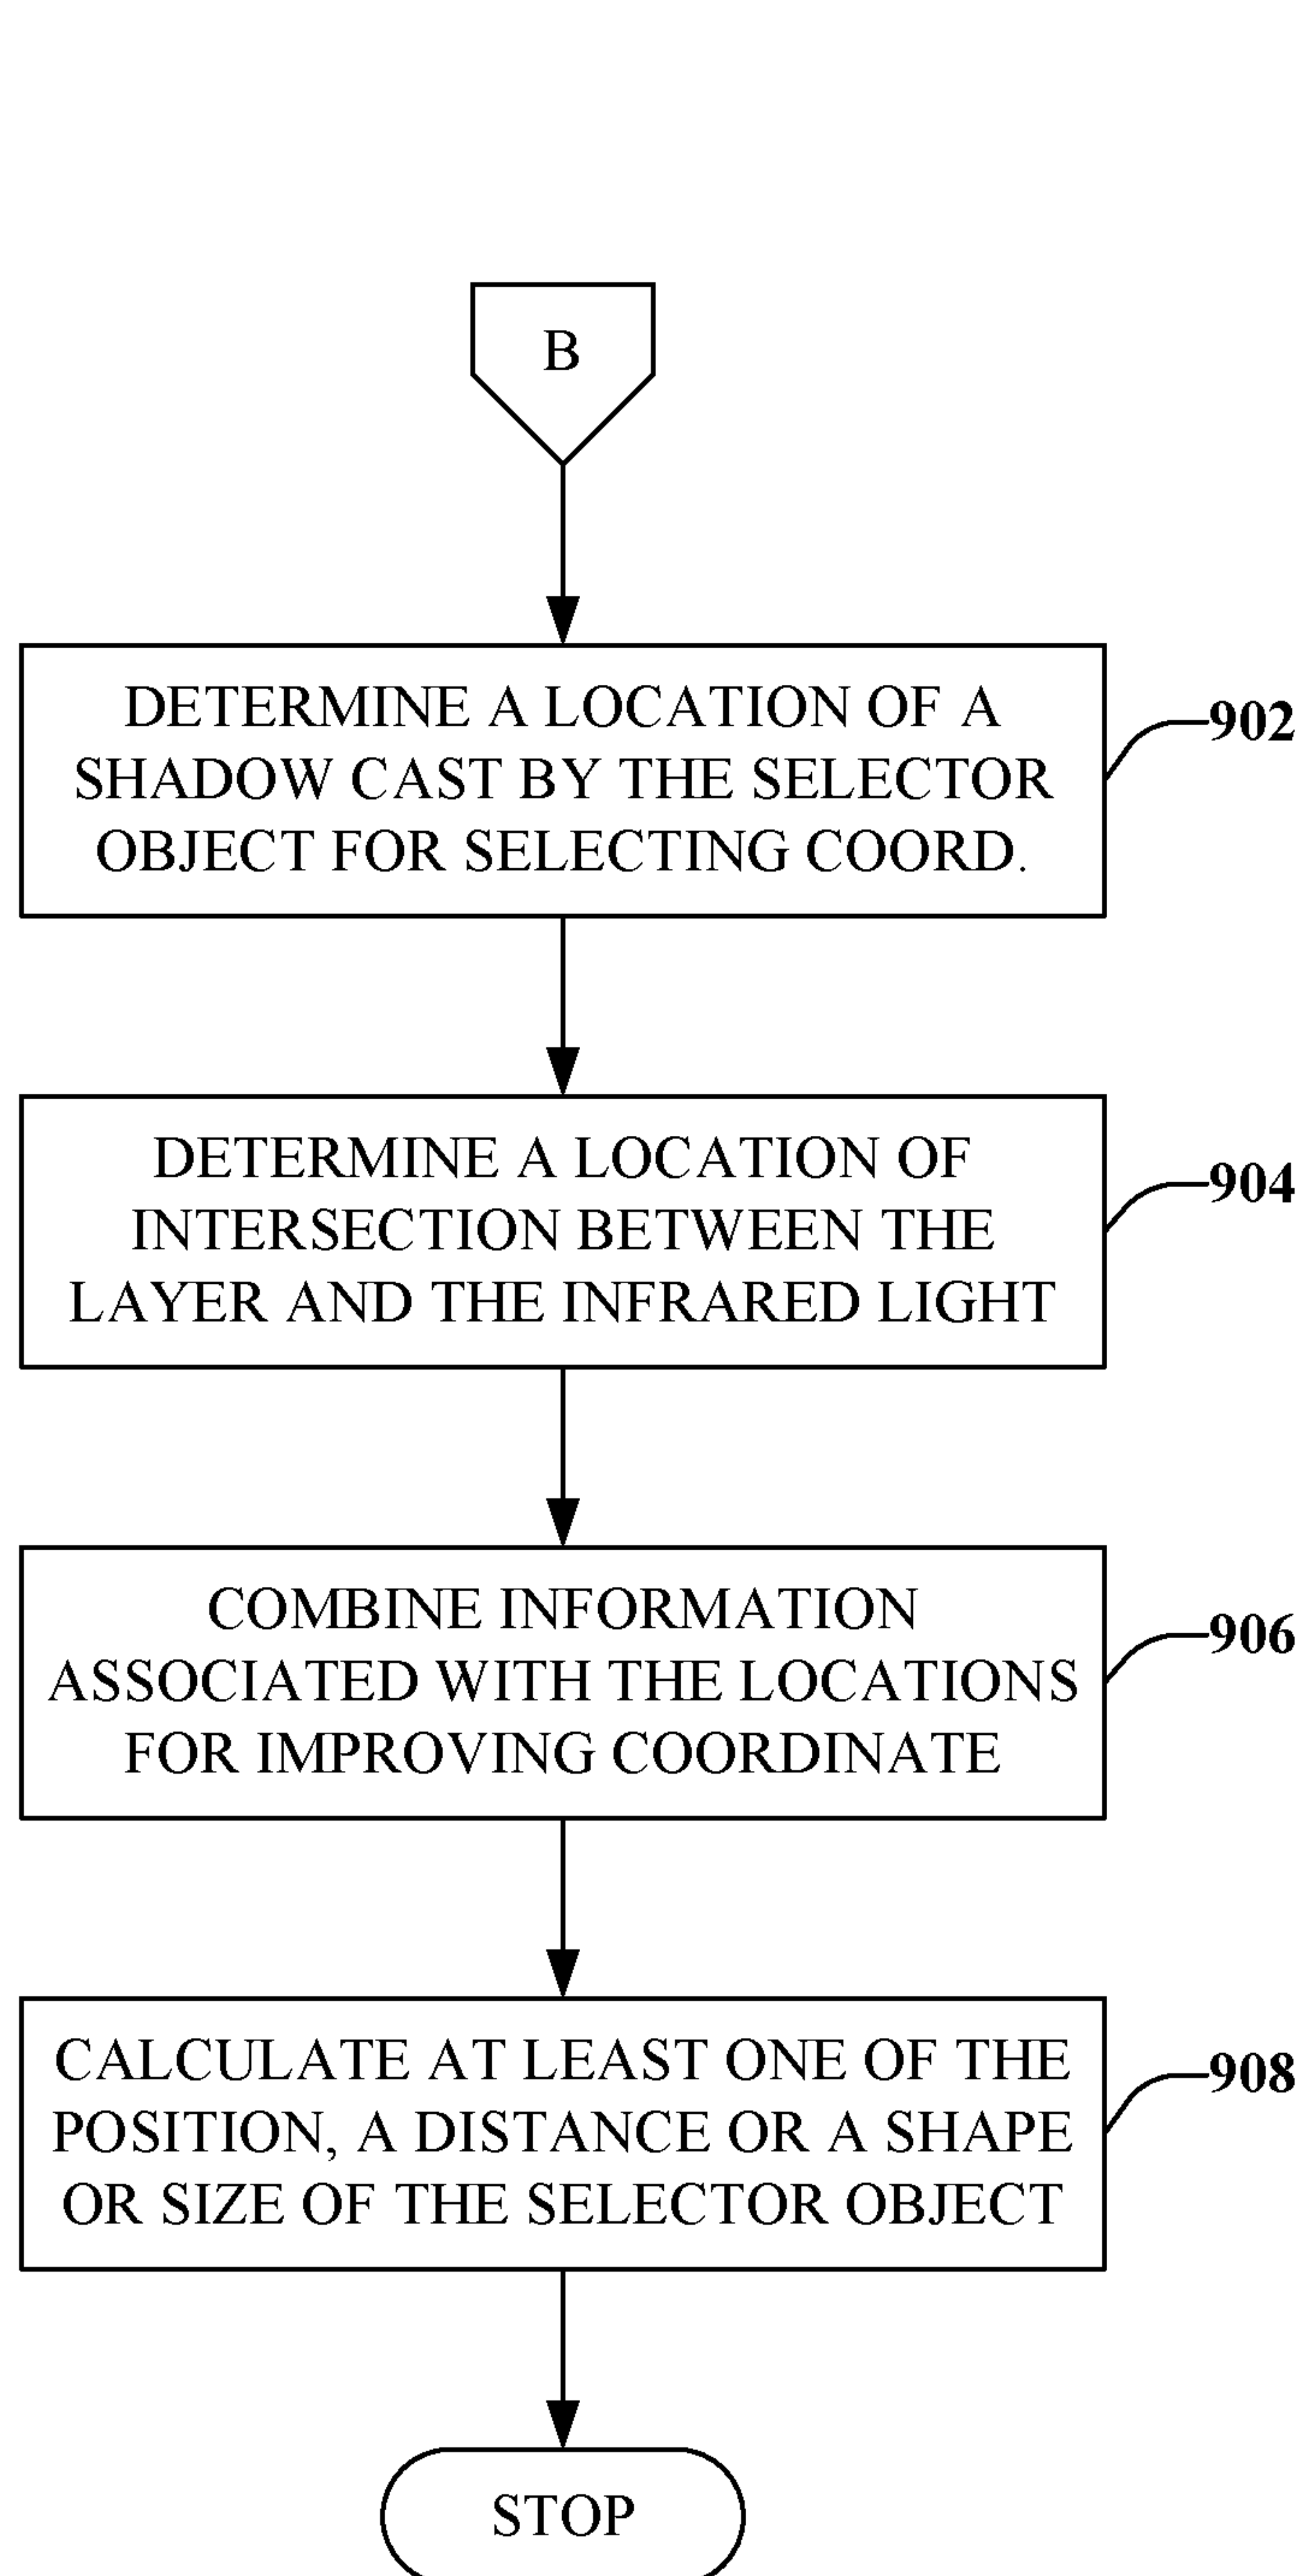 B
DETERMINE A LOCATION OF A
SHADOW CAST BY THE SELECTOR
OBJECT FOR SELECTING COORD.
902
DETERMINE A LOCATION OF
INTERSECTION BETWEEN THE
LAYER AND THE INFRARED LIGHT
904
COMBINE INFORMATION
ASSOCIATED WITH THE LOCATIONS
FOR IMPROVING COORDINATE
906
CALCULATE AT LEAST ONE OF THE
POSITION, A DISTANCE OR A SHAPE
OR SIZE OF THE SELECTOR OBJECT
908
STOP